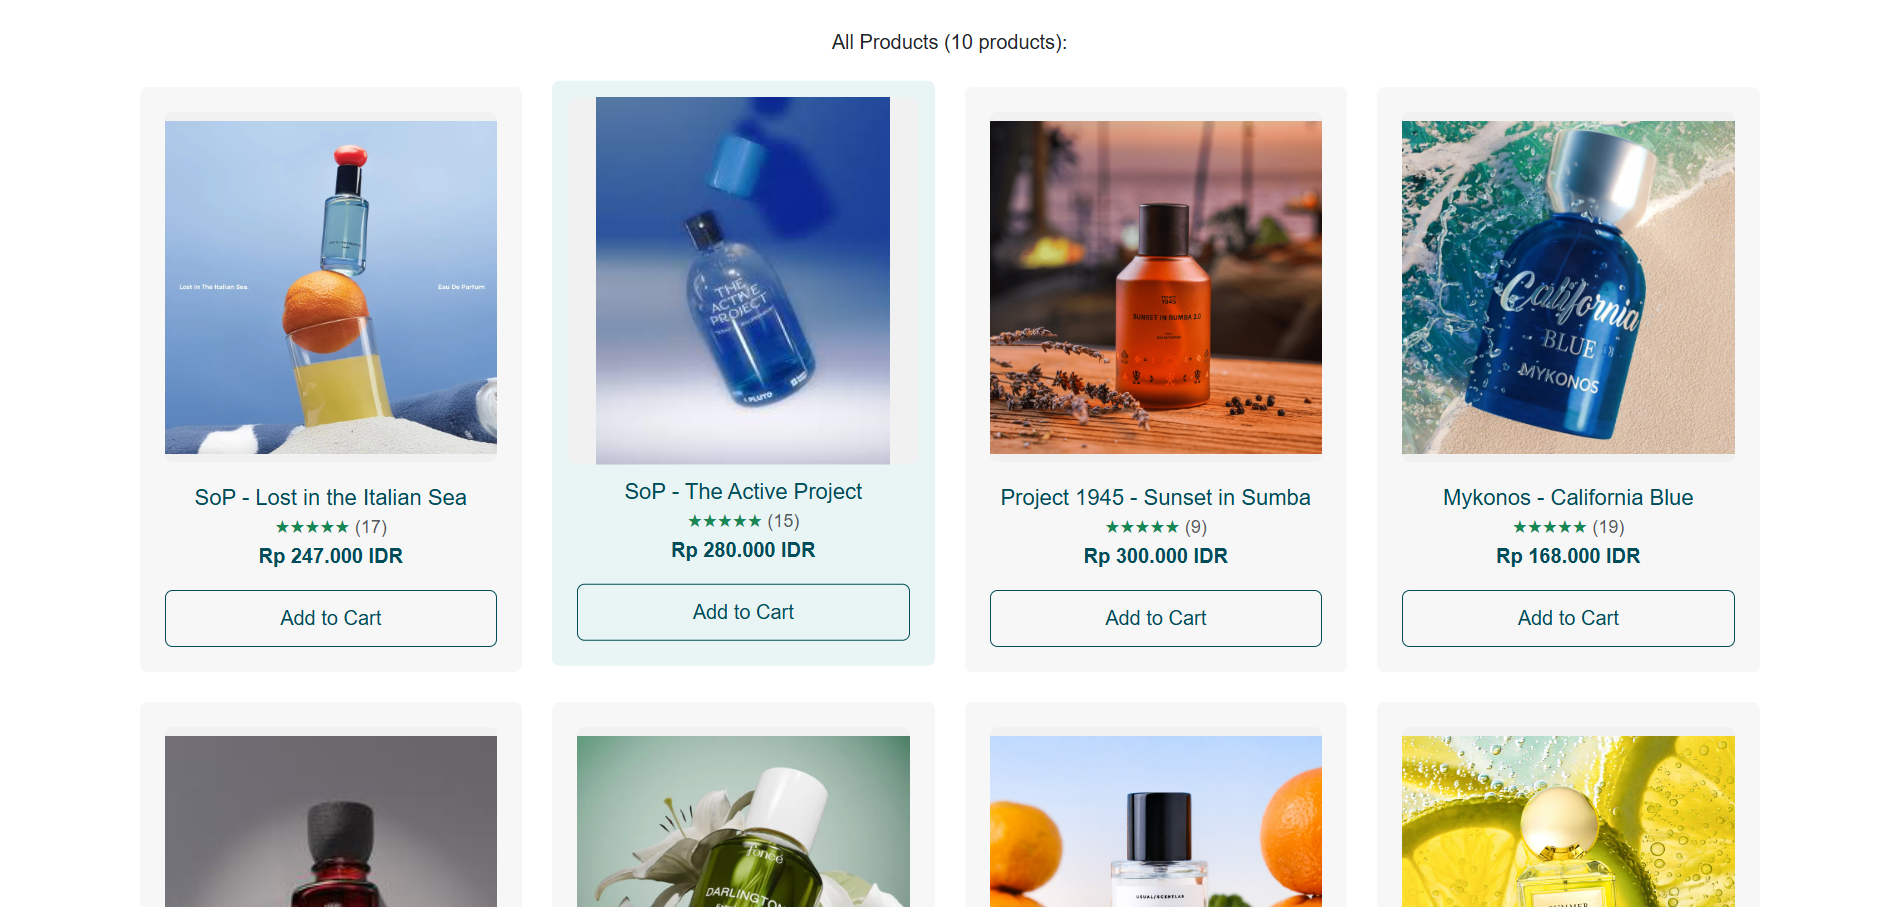 All Products (10 products):
Lost in The Italian Sea.
Eau De Parfum
THE
ACTIVE
PROJECT
PLUTO
1945
SUNSET IN SUMBA 2.0
California
BLUE
MYKONOS
SoP - Lost in the Italian Sea
★★★★★ (17)
Rp 247.000 IDR
Add to Cart
SoP - The Active Project
★★★★★ (15)
Rp 280.000 IDR
Add to Cart
Project 1945 - Sunset in Sumba
★★★★★ (9)
Rp 300.000 IDR
Add to Cart
Mykonos - California Blue
★★★★★ (19)
Rp 168.000 IDR
Add to Cart
foncé
DARLINGTON
USUAL/SCENTLAB
SUMMER